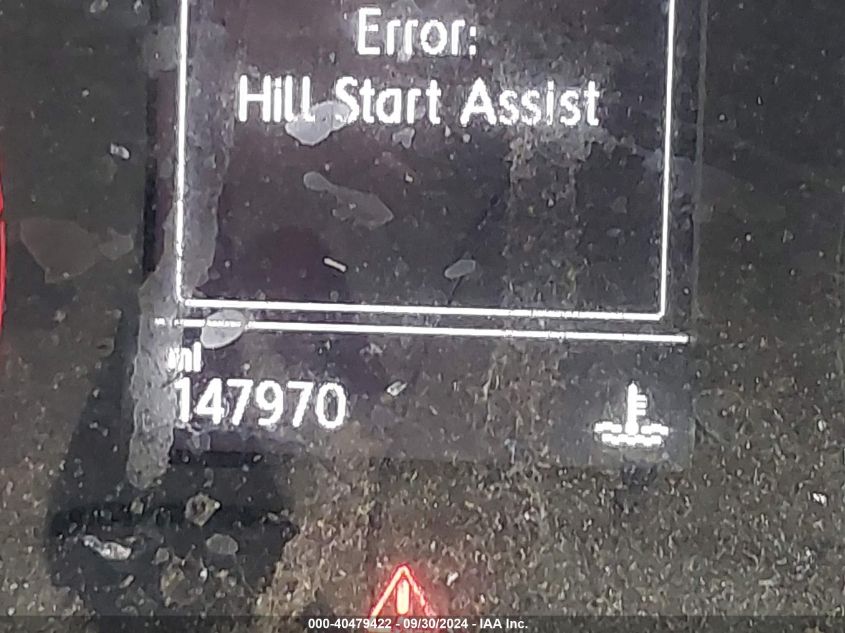 Error:
Hill Start Assist
mi
147970
000-40479422 - 09/30/2024 - IAA Inc.